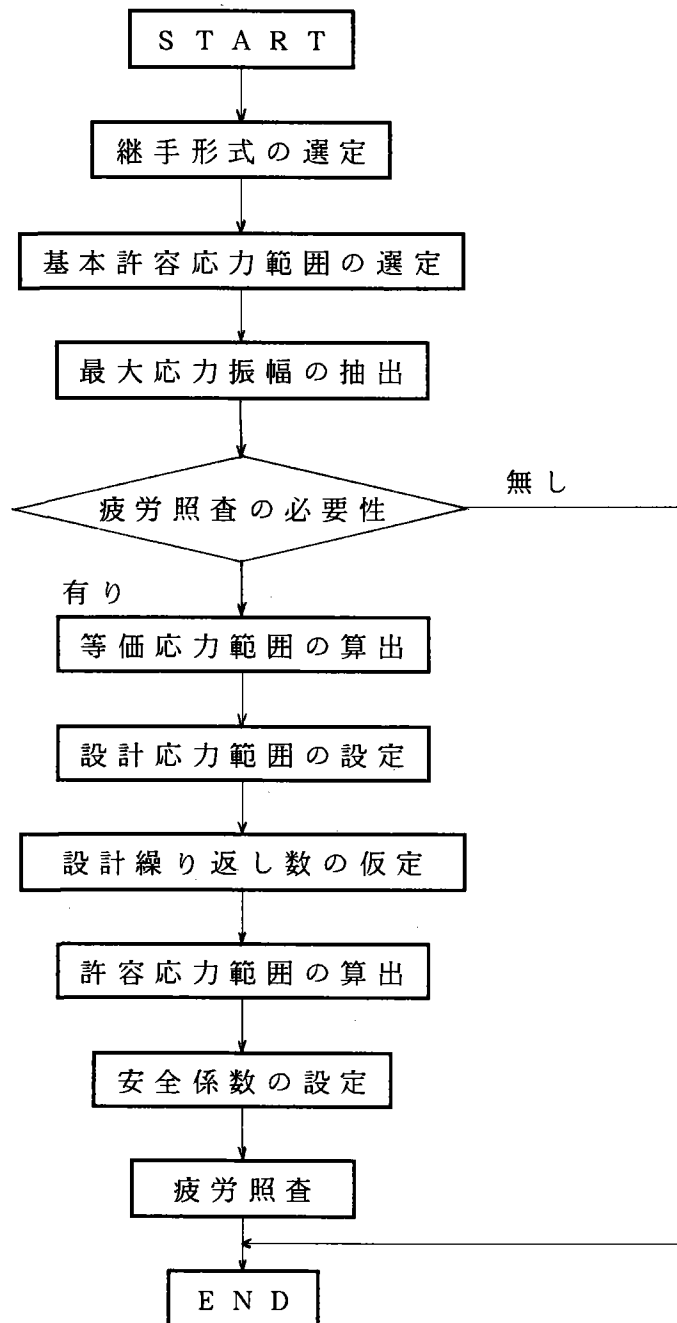 START
継手形式の選定
基本許容応力範囲の選定
最大応力振幅の抽出
疲労照査の必要性
無し
有り
等価応力範囲の算出
設計応力範囲の設定
設計繰り返し数の仮定
許容応力範囲の算出
安全係数の設定
疲労照査
END